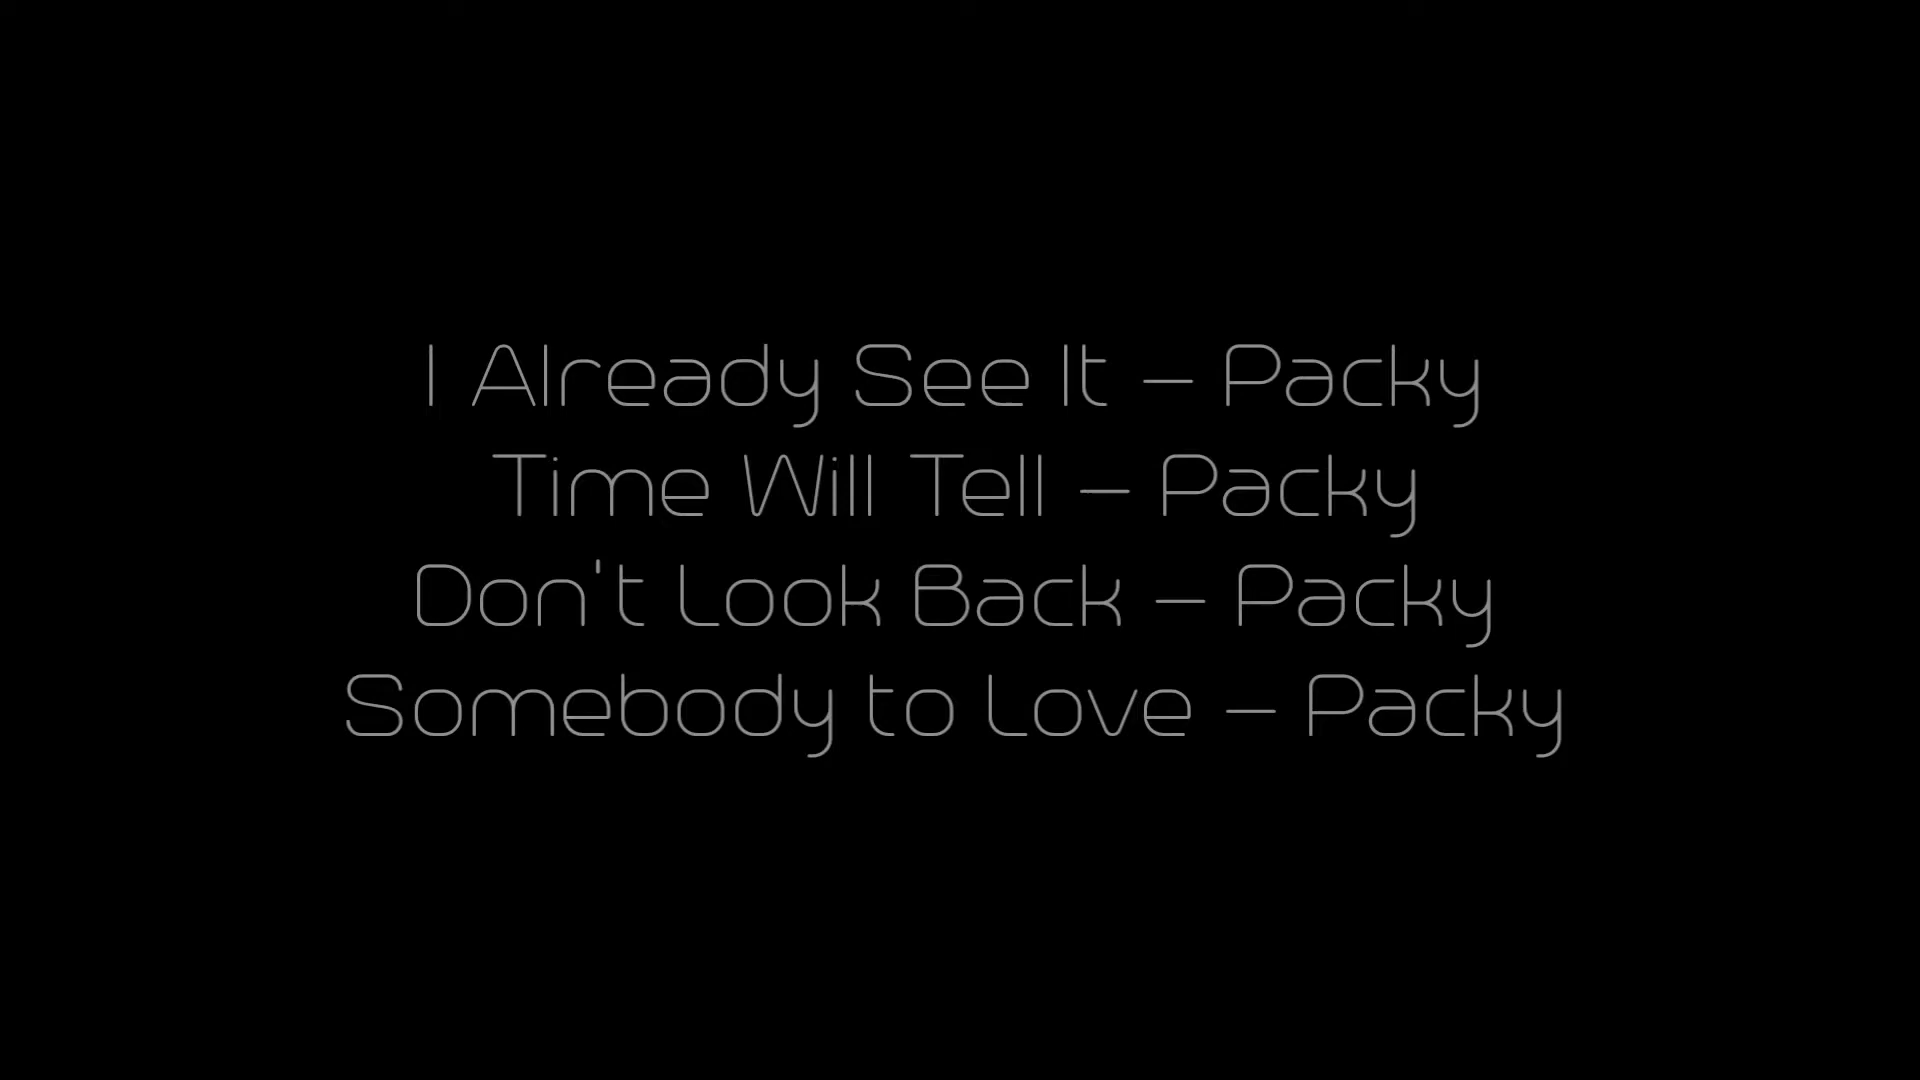 I Already See It – Packy
Time Will Tell – Packy
Don't Look Back – Packy
Somebody to Love – Packy